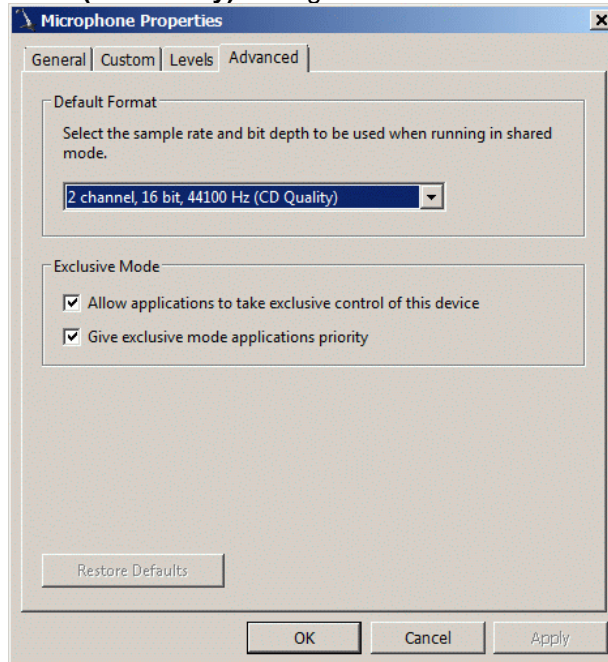 Microphone Properties
General Custom Levels Advanced
Default Format
Select the sample rate and bit depth to be used when running in shared
mode.
2 channel, 16 bit, 44100 Hz (CD Quality)
Exclusive Mode
Allow applications to take exclusive control of this device
Give exclusive mode applications priority
Restore Defaults
OK Cancel Apply